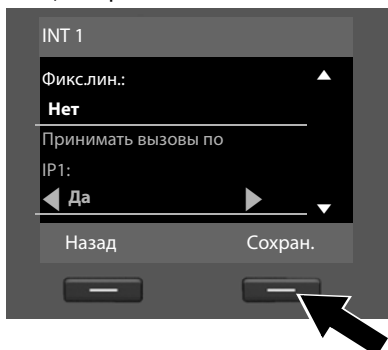 INT 1
Фикс.лин.:
Нет
Принимать вызовы по
IP1:
Да
Назад Сохран.